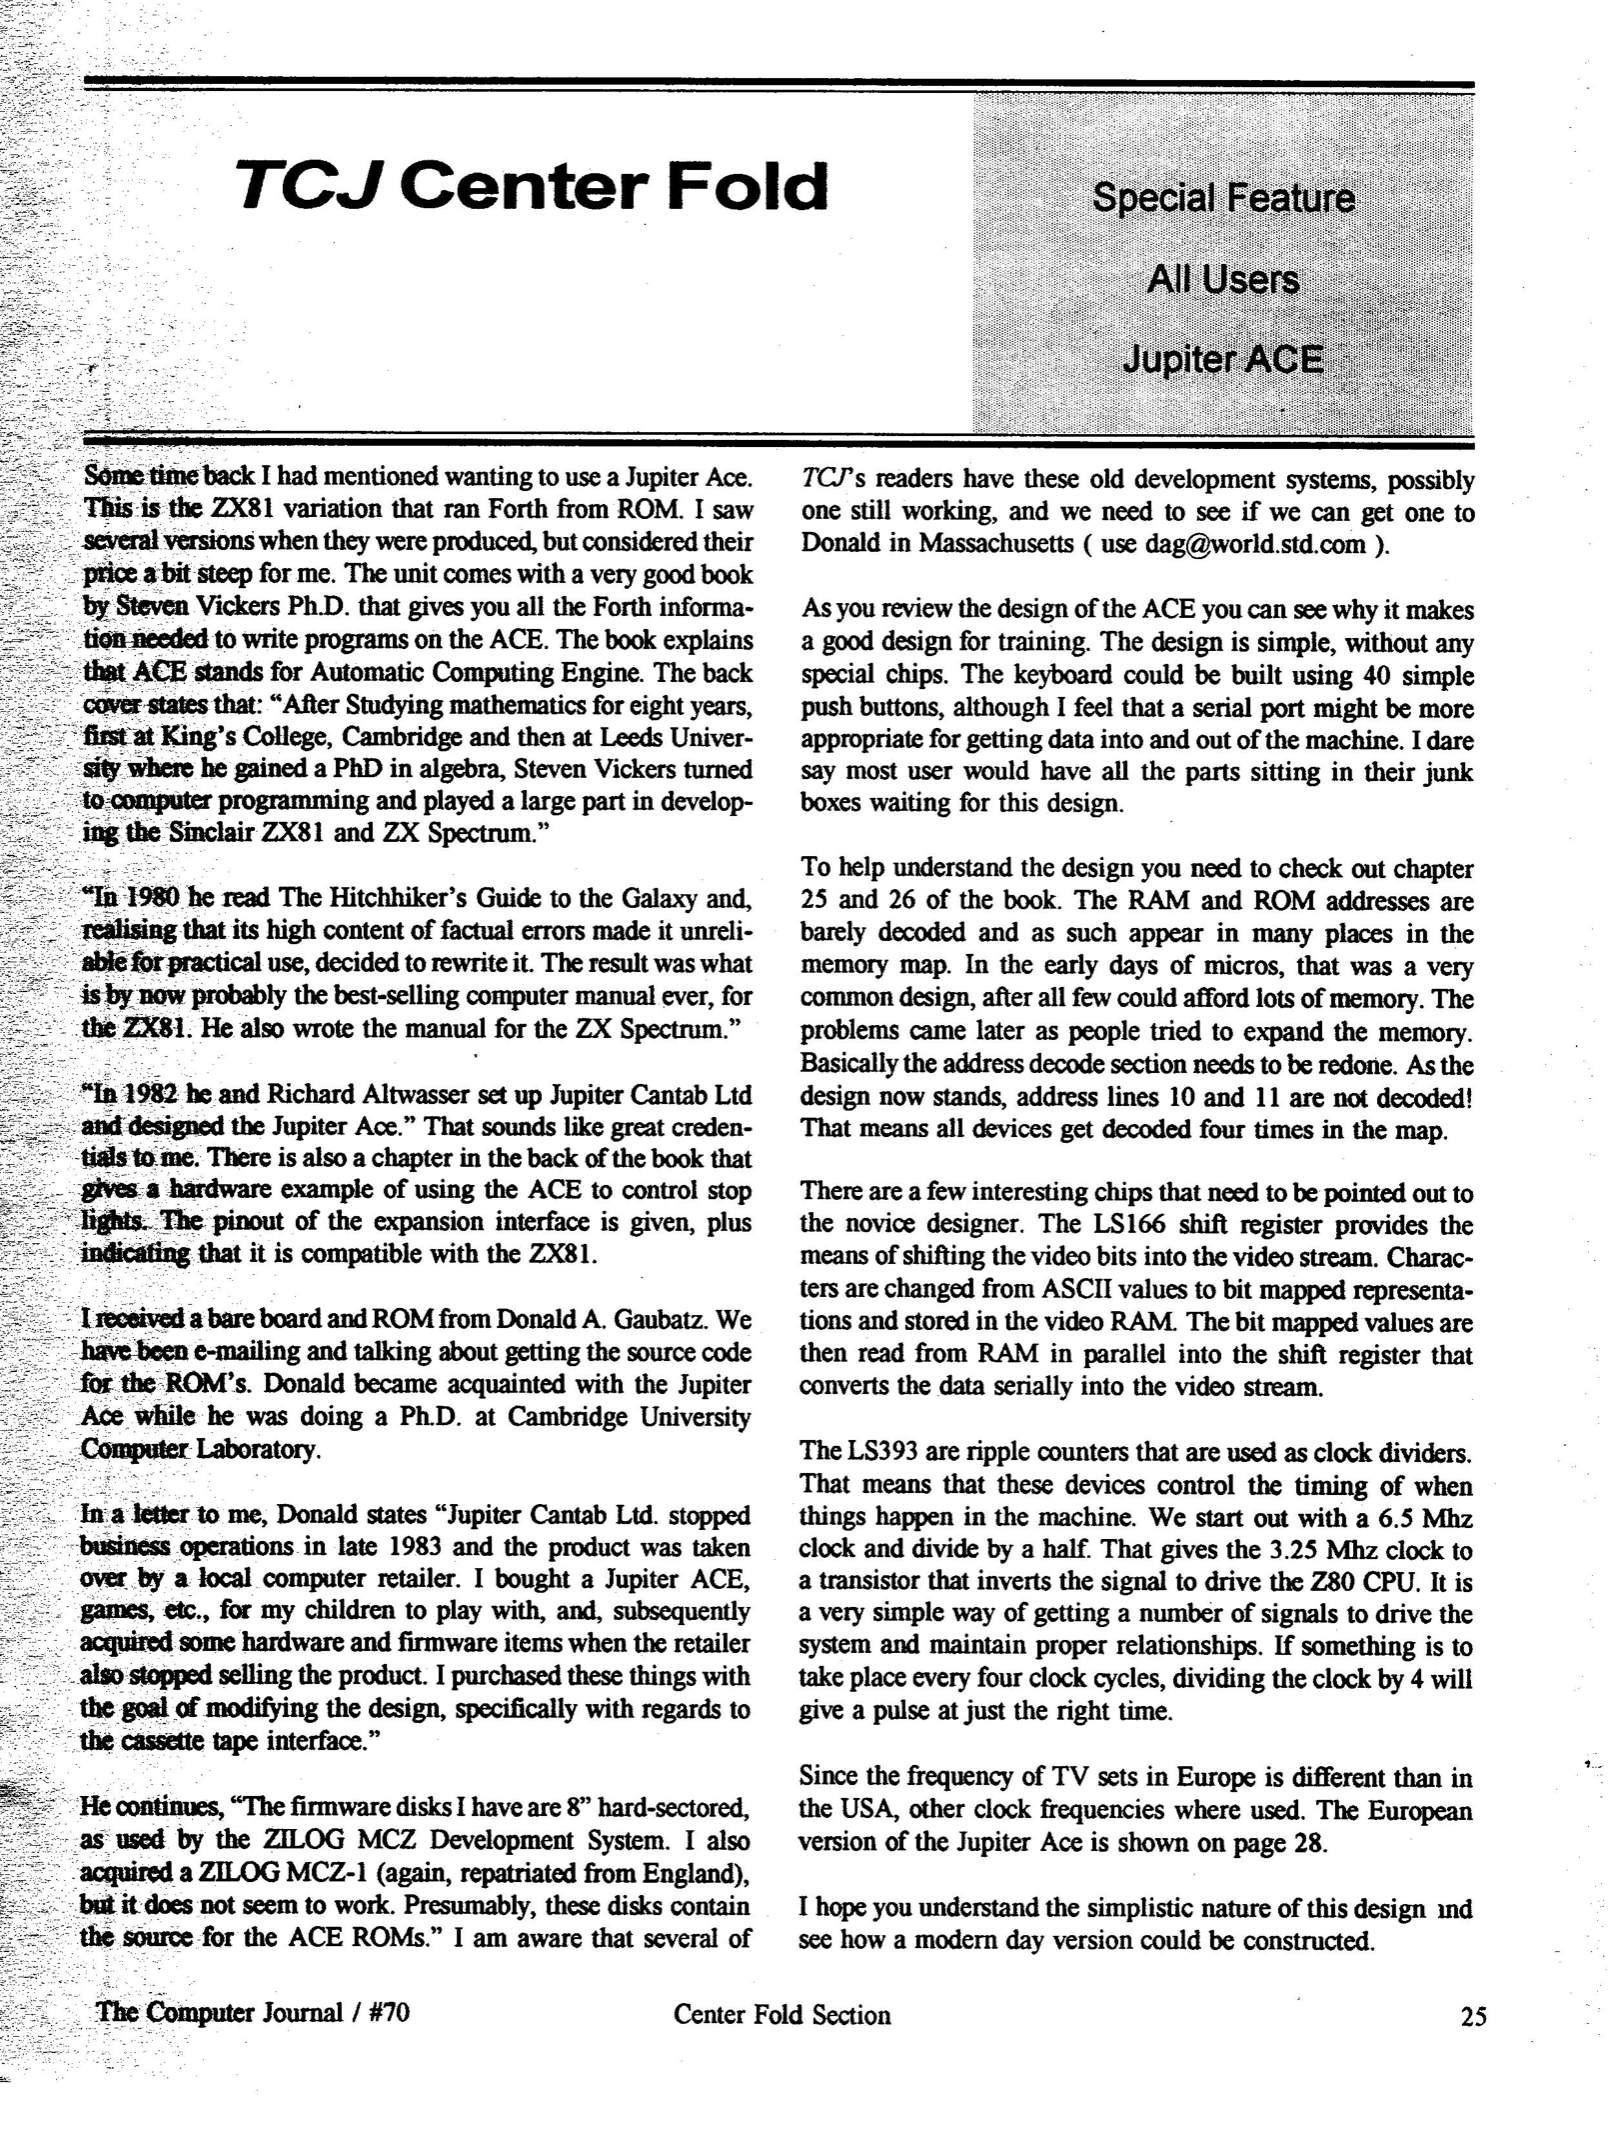 TCJ Center Fold
Special Feature
All Users
Jupiter ACE
Some time back I had mentioned wanting to use a Jupiter Ace.
This is the ZX81 variation that ran Forth from ROM. I saw
several versions when they were produced, but considered their
price a bit steep for me. The unit comes with a very good book
by Steven Vickers Ph.D. that gives you all the Forth informa-
tion needed to write programs on the ACE. The book explains
that ACE stands for Automatic Computing Engine. The back
cover states that: “After Studying mathematics for eight years,
first at King’s College, Cambridge and then at Leeds Univer-
sity where he gained a PhD in algebra, Steven Vickers turned
to computer programming and played a large part in develop-
ing the Sinclair ZX81 and ZX Spectrum.”
“In 1980 he read The Hitchhiker’s Guide to the Galaxy and,
realising that its high content of factual errors made it unreli-
able for practical use, decided to rewrite it. The result was what
is by now probably the best-selling computer manual ever, for
the ZX81. He also wrote the manual for the ZX Spectrum.”
“In 1982 he and Richard Altwasser set up Jupiter Cantab Ltd
and designed the Jupiter Ace.” That sounds like great creden-
tials to me. There is also a chapter in the back of the book that
gives a hardware example of using the ACE to control stop
lights. The pinout of the expansion interface is given, plus
indicating that it is compatible with the ZX81.
I received a bare board and ROM from Donald A. Gaubatz. We
have been e-mailing and talking about getting the source code
for the ROM’s. Donald became acquainted with the Jupiter
Ace while he was doing a Ph.D. at Cambridge University
Computer Laboratory.
In a letter to me, Donald states “Jupiter Cantab Ltd. stopped
business operations in late 1983 and the product was taken
over by a local computer retailer. I bought a Jupiter ACE,
games, etc., for my children to play with, and, subsequently
acquired some hardware and firmware items when the retailer
also stopped selling the product. I purchased these things with
the goal of modifying the design, specifically with regards to
the cassette tape interface.”
He continues, “The firmware disks I have are 8” hard-sectored,
as used by the ZILOG MCZ Development System. I also
acquired a ZILOG MCZ-1 (again, repatriated from England),
but it does not seem to work. Presumably, these disks contain
the source for the ACE ROMs.” I am aware that several of
TCJ’s readers have these old development systems, possibly
one still working, and we need to see if we can get one to
Donald in Massachusetts ( use dag@world.std.com ).
As you review the design of the ACE you can see why it makes
a good design for training. The design is simple, without any
special chips. The keyboard could be built using 40 simple
push buttons, although I feel that a serial port might be more
appropriate for getting data into and out of the machine. I dare
say most user would have all the parts sitting in their junk
boxes waiting for this design.
To help understand the design you need to check out chapter
25 and 26 of the book. The RAM and ROM addresses are
barely decoded and as such appear in many places in the
memory map. In the early days of micros, that was a very
common design, after all few could afford lots of memory. The
problems came later as people tried to expand the memory.
Basically the address decode section needs to be redone. As the
design now stands, address lines 10 and 11 are not decoded!
That means all devices get decoded four times in the map.
There are a few interesting chips that need to be pointed out to
the novice designer. The LS166 shift register provides the
means of shifting the video bits into the video stream. Charac-
ters are changed from ASCII values to bit mapped representa-
tions and stored in the video RAM. The bit mapped values are
then read from RAM in parallel into the shift register that
converts the data serially into the video stream.
The LS393 are ripple counters that are used as clock dividers.
That means that these devices control the timing of when
things happen in the machine. We start out with a 6.5 Mhz
clock and divide by a half. That gives the 3.25 Mhz clock to
a transistor that inverts the signal to drive the Z80 CPU. It is
a very simple way of getting a number of signals to drive the
system and maintain proper relationships. If something is to
take place every four clock cycles, dividing the clock by 4 will
give a pulse at just the right time.
Since the frequency of TV sets in Europe is different than in
the USA, other clock frequencies where used. The European
version of the Jupiter Ace is shown on page 28.
I hope you understand the simplistic nature of this design and
see how a modern day version could be constructed.
The Computer Journal / #70
Center Fold Section
25